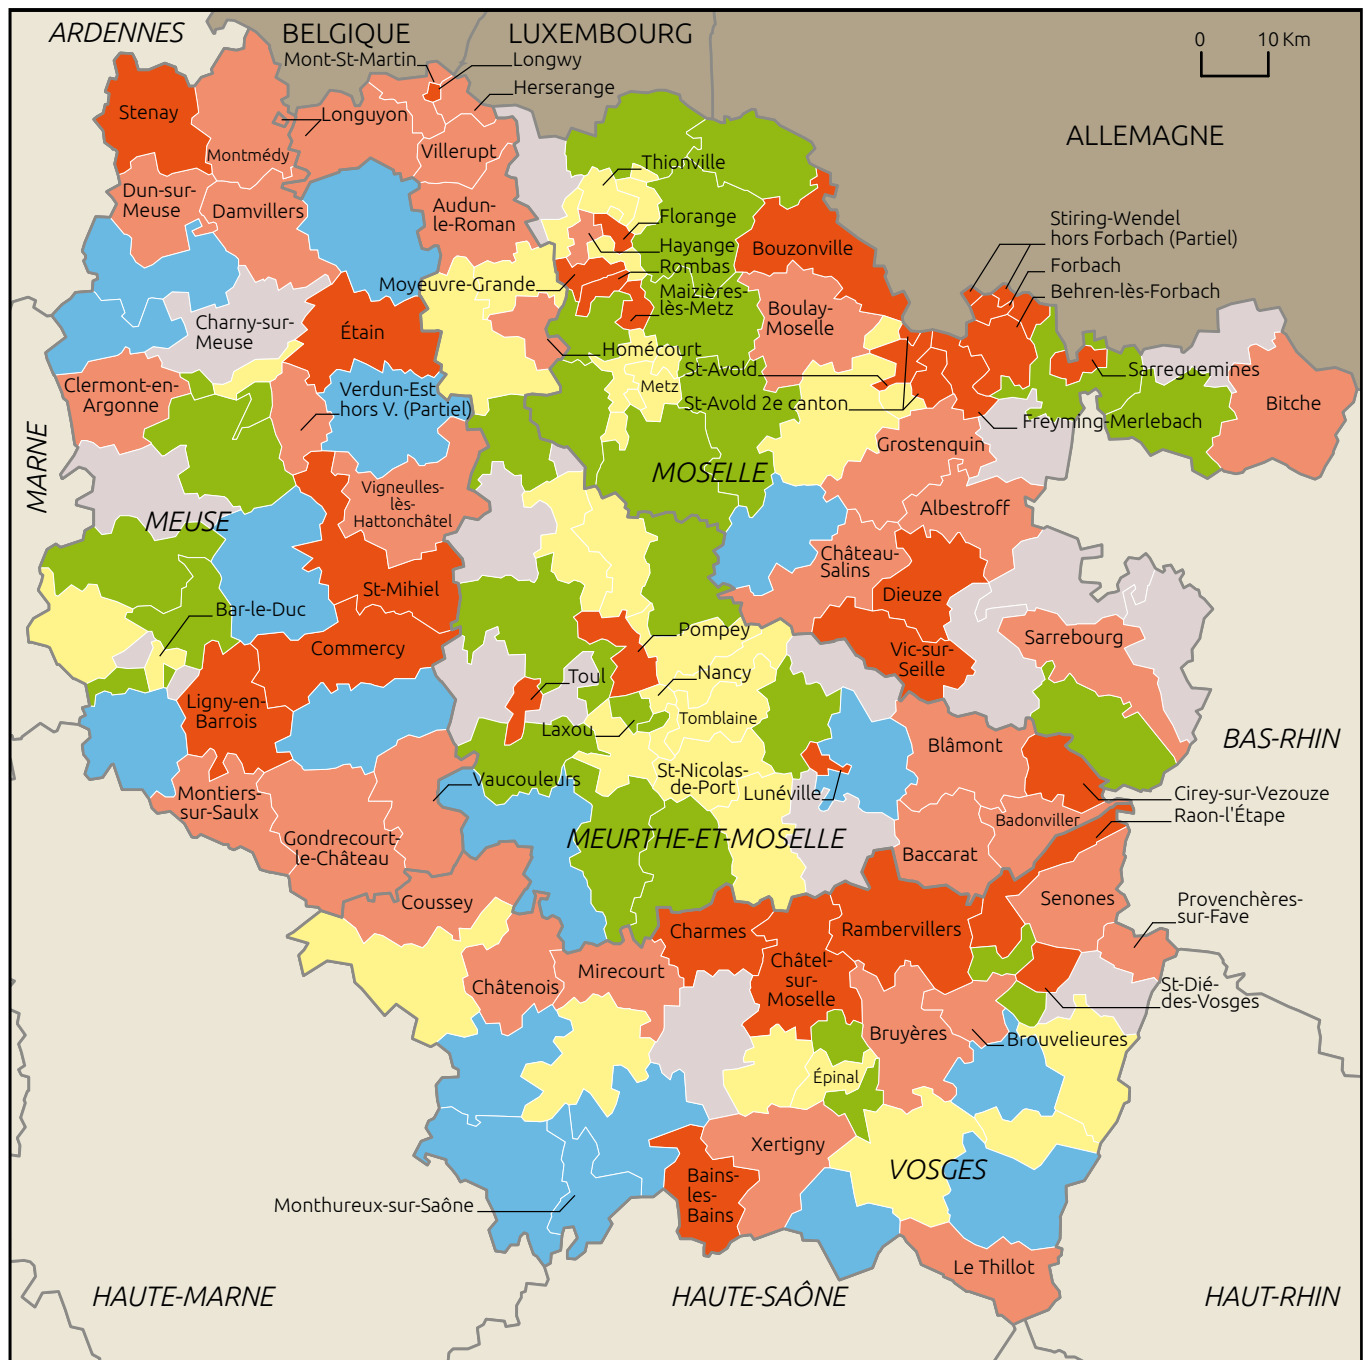 ARDENNES
BELGIQUE
LUXEMBOURG
0 10 Km
Mont-St-Martin
Longwy
Herserange
Stenay
Longuyon
ALLEMAGNE
Montmédy
Villerupt
Thionville
Dun-sur-
Meuse
Damvillers
Audun-
le-Roman
Florange
Stiring-Wendel
hors Forbach (Partiel)
Hayange
Bouzonville
Rombas
Forbach
Moyeuvre-Grande
Maizières-
lès-Metz
Behren-lès-Forbach
Charny-sur-
Meuse
Étain
Boulay-
Moselle
Homécourt
Clermont-en-
Argonne
Verdun-Est
hors V. (Partiel)
Metz
St-Avold
Sarreguemines
St-Avold 2e canton
Bitche
Freyming-Merlebach
MARNE
Grostenquin
MOSELLE
Vigneulles-
lès-
Hattonchâtel
MEUSE
Albestroff
Château-
Salins
St-Mihiel
Dieuze
Bar-le-Duc
Pompey
Sarrebourg
Commercy
Vic-sur-
Seille
Toul
Nancy
Ligny-en-
Barrois
Laxou
Tomblaine
Blâmont
BAS-RHIN
Vaucouleurs
St-Nicolas-
de-Port
Lunéville
Cirey-sur-Vezouze
Montiers-
sur-Saulx
Raon-l'Étape
Badonviller
Gondrecourt-
le-Château
MEURTHE-ET-MOSELLE
Baccarat
Coussey
Senones
Provenchères-
sur-Fave
Charmes
Rambervillers
Châtel-
sur-
Moselle
Mirecourt
Châtenois
St-Dié-
des-Vosges
Bruyères
Brouvelieures
Épinal
Xertigny
VOSGES
Bains-
les-
Bains
Monthureux-sur-Saône
Le Thillot
HAUTE-MARNE
HAUTE-SAÔNE
HAUT-RHIN